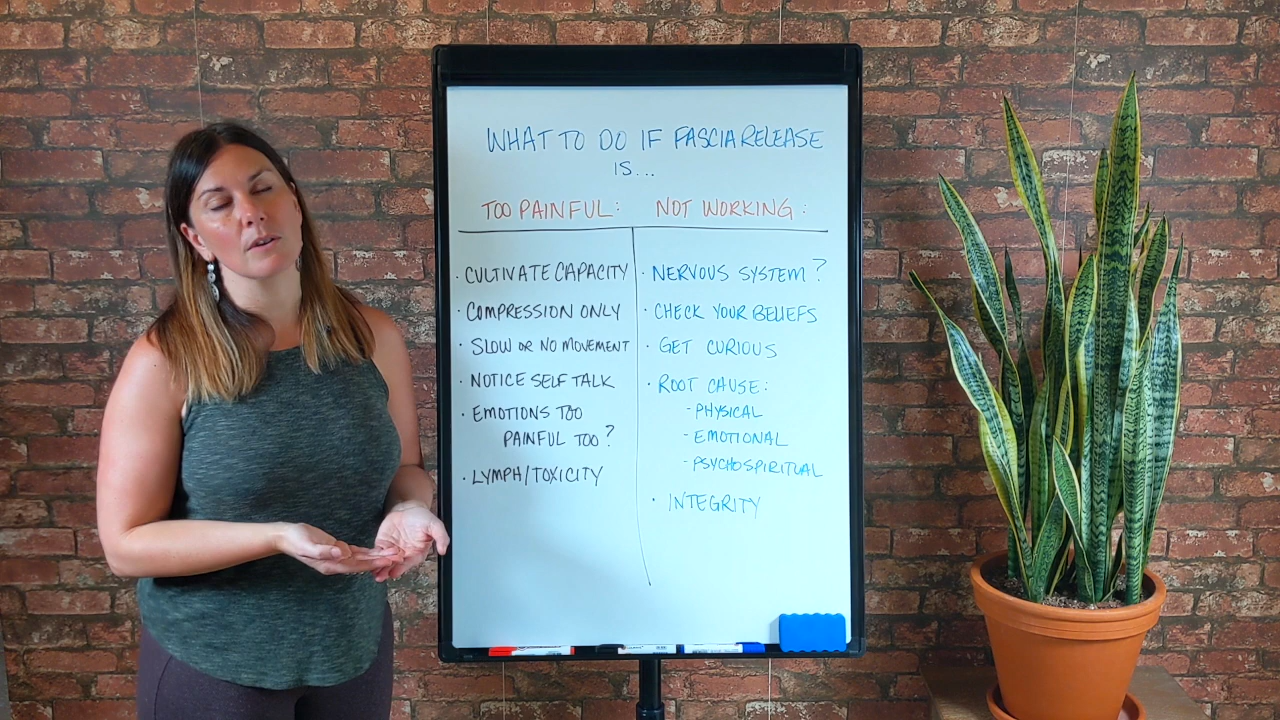 WHAT TO DO IF FASCIA RELEASE
IS...
TOO PAINFUL:
· CULTIVATE CAPACITY
· COMPRESSION ONLY
· SLOW OR NO MOVEMENT
· NOTICE SELF TALK
· EMOTIONS TOO
PAINFUL TOO?
· LYMPH/TOXICITY
NOT WORKING:
· NERVOUS SYSTEM?
· CHECK YOUR BELIEFS
· GET CURIOUS
· ROOT CAUSE:
- PHYSICAL
- EMOTIONAL
- PSYCHOSPIRITUAL
· INTEGRITY